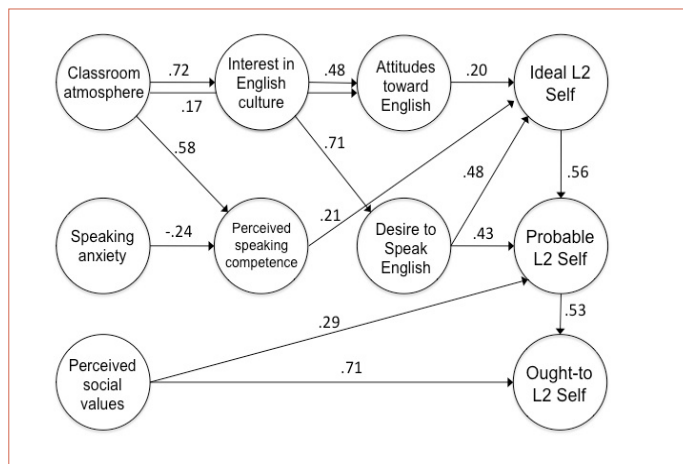 Classroom
atmosphere
.72
.17
Interest in
English
culture
.48
Attitudes
toward
English
.20
Ideal L2
Self
.58
.71
.48
.56
Speaking
anxiety
-.24
Perceived
speaking
competence
.21
Desire to
Speak
English
.43
Probable
L2 Self
.29
.53
Perceived
social
values
.71
Ought-to
L2 Self